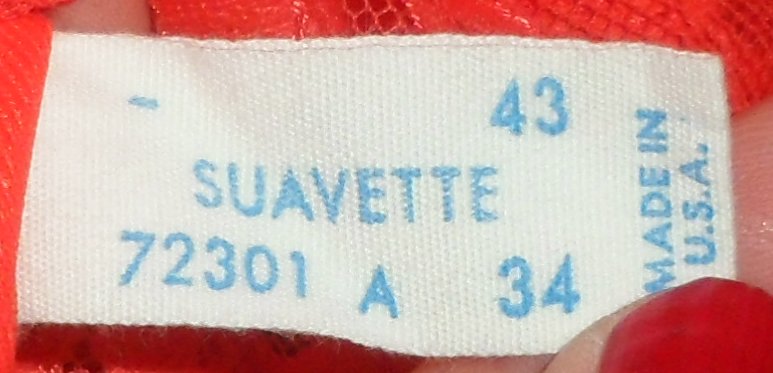 - 43
SUAVETTE
72301 A 34
MADE IN
U.S.A.